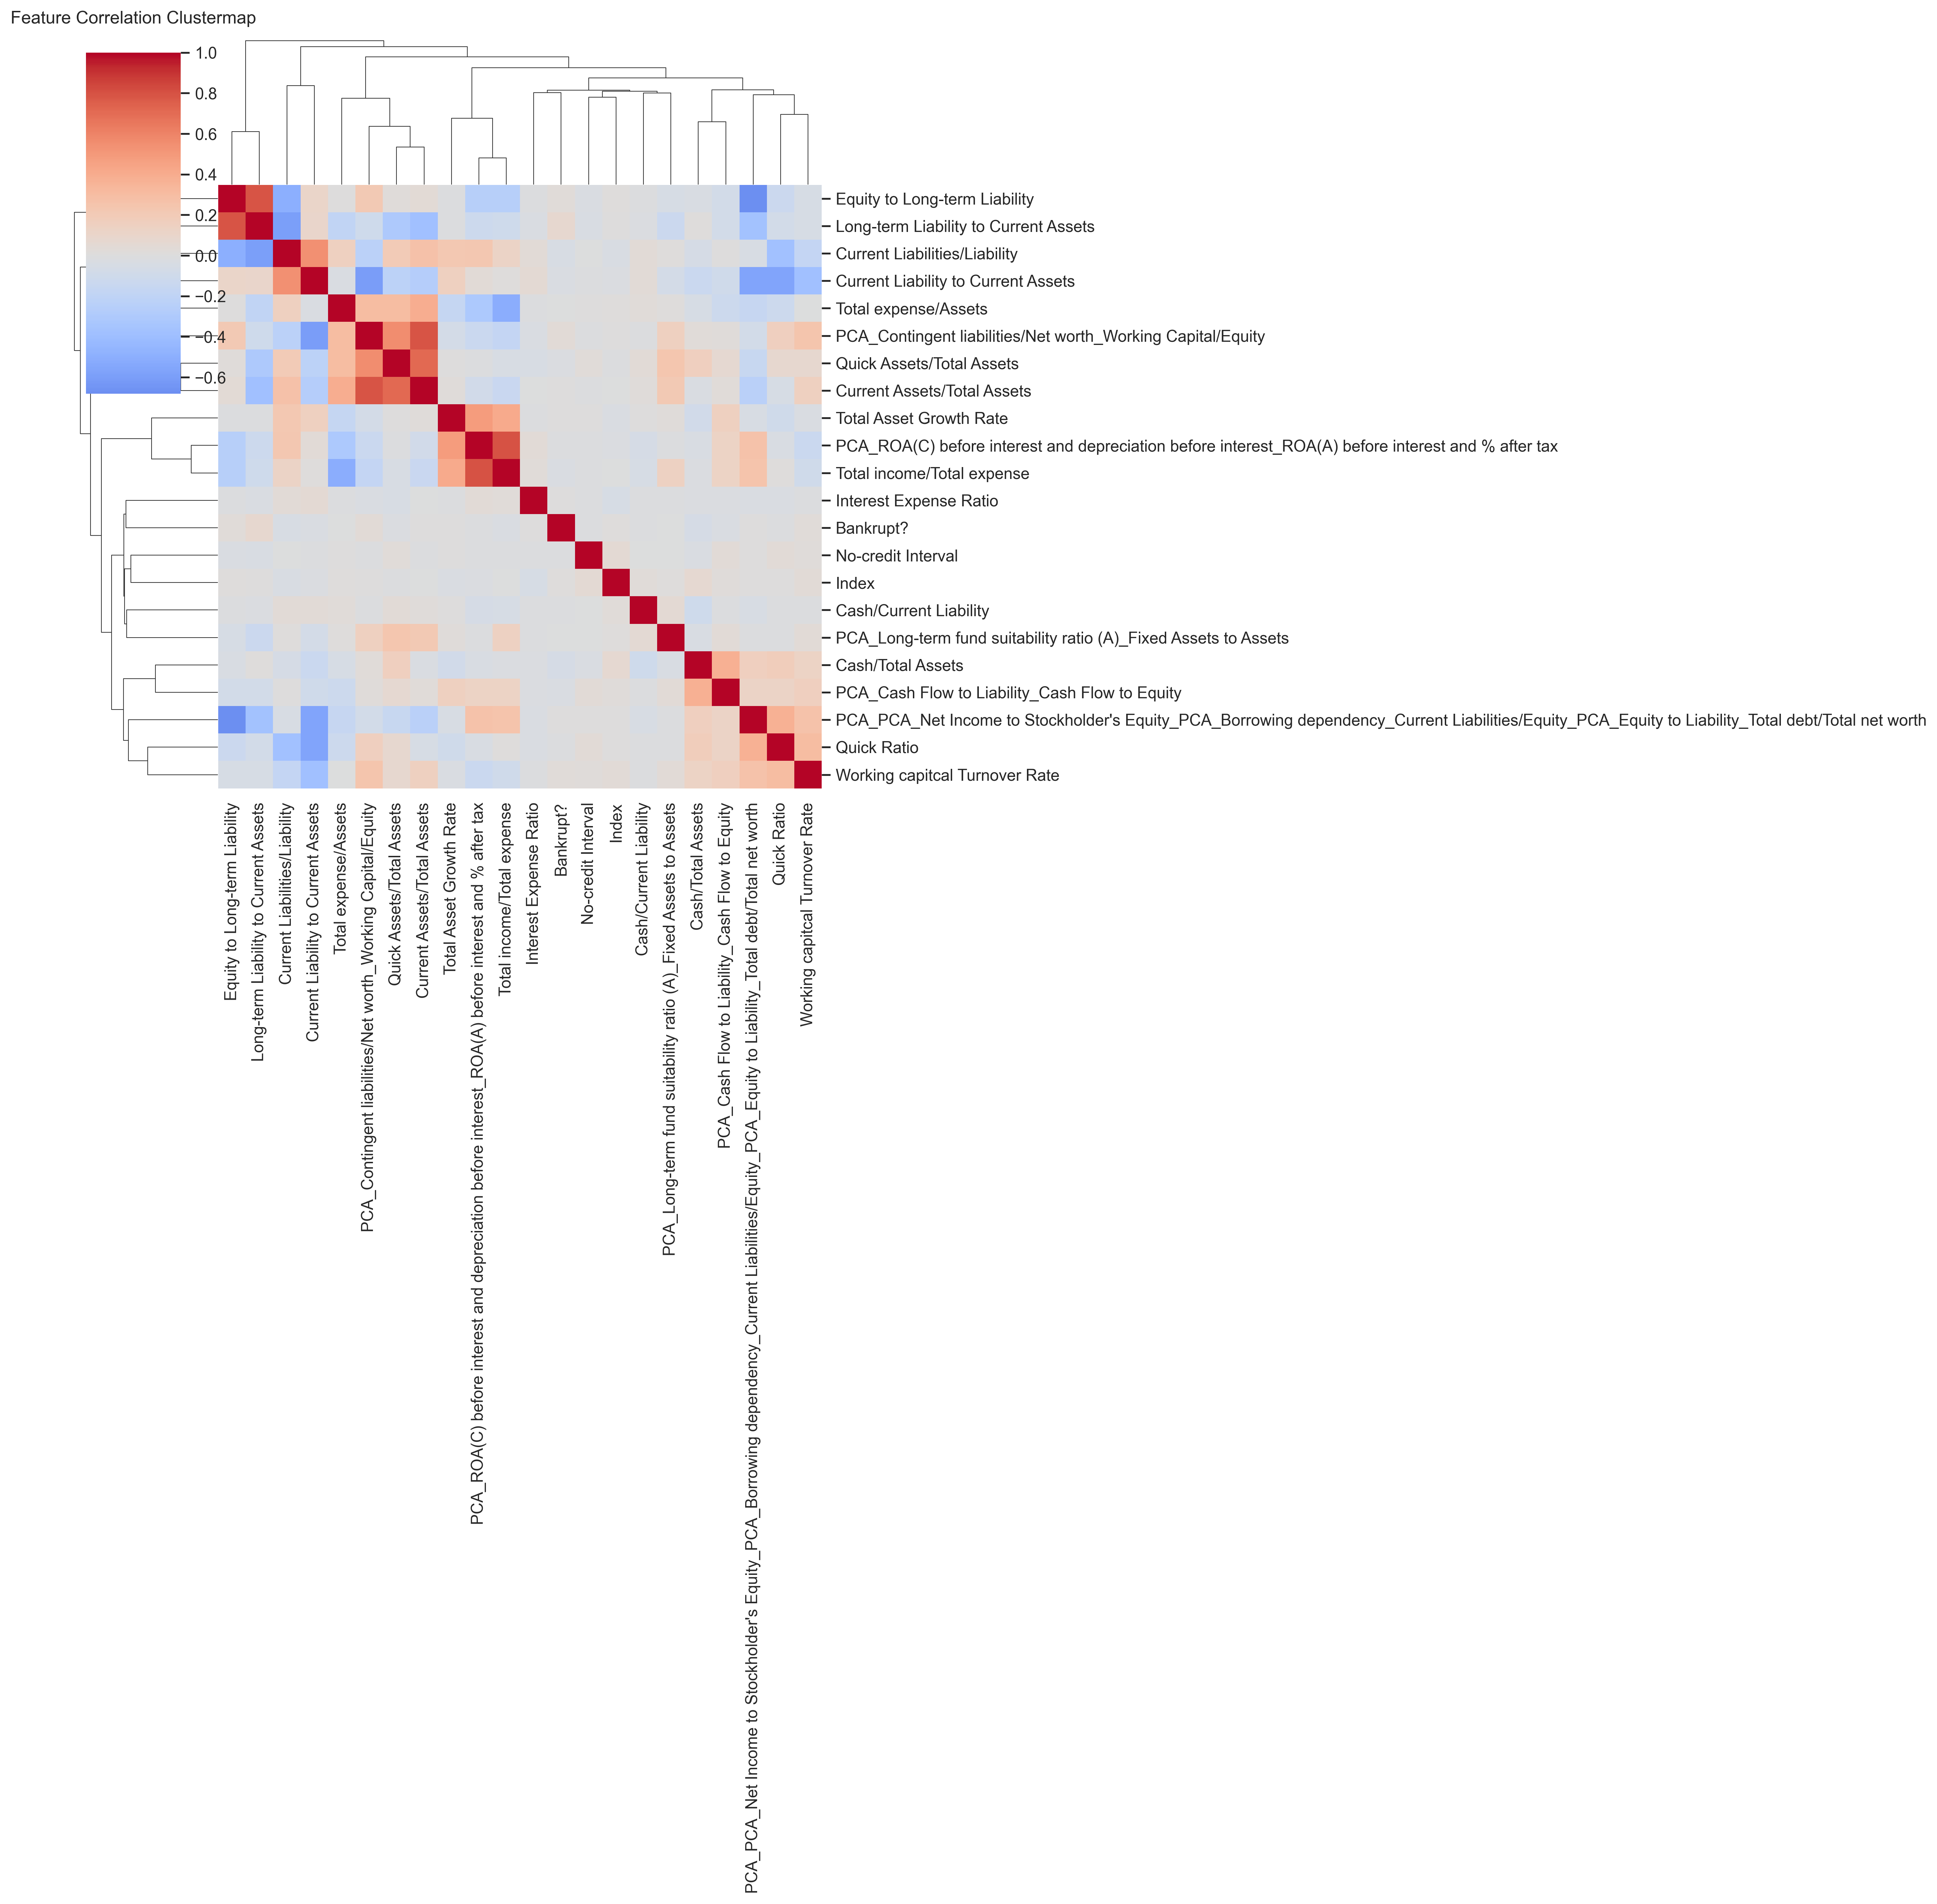 Feature Correlation Clustermap
1.0
0.8
0.6
0.4
0.2
0.0
−0.2
−0.4
−0.6
Equity to Long-term Liability
Long-term Liability to Current Assets
Current Liabilities/Liability
Current Liability to Current Assets
Total expense/Assets
PCA_Contingent liabilities/Net worth_Working Capital/Equity
Quick Assets/Total Assets
Current Assets/Total Assets
Total Asset Growth Rate
PCA_ROA(C) before interest and depreciation before interest_ROA(A) before interest and % after tax
Total income/Total expense
Interest Expense Ratio
Bankrupt?
No-credit Interval
Index
Cash/Current Liability
PCA_Long-term fund suitability ratio (A)_Fixed Assets to Assets
Cash/Total Assets
PCA_Cash Flow to Liability_Cash Flow to Equity
PCA_PCA_Net Income to Stockholder's Equity_PCA_Borrowing dependency_Current Liabilities/Equity_PCA_Equity to Liability_Total debt/Total net worth
Quick Ratio
Working capitcal Turnover Rate
Equity to Long-term Liability
Long-term Liability to Current Assets
Current Liabilities/Liability
Current Liability to Current Assets
Total expense/Assets
PCA_Contingent liabilities/Net worth_Working Capital/Equity
Quick Assets/Total Assets
Current Assets/Total Assets
Total Asset Growth Rate
PCA_ROA(C) before interest and depreciation before interest_ROA(A) before interest and % after tax
Total income/Total expense
Interest Expense Ratio
Bankrupt?
No-credit Interval
Index
Cash/Current Liability
PCA_Long-term fund suitability ratio (A)_Fixed Assets to Assets
Cash/Total Assets
PCA_Cash Flow to Liability_Cash Flow to Equity
PCA_PCA_Net Income to Stockholder's Equity_PCA_Borrowing dependency_Current Liabilities/Equity_PCA_Equity to Liability_Total debt/Total net worth
Quick Ratio
Working capitcal Turnover Rate